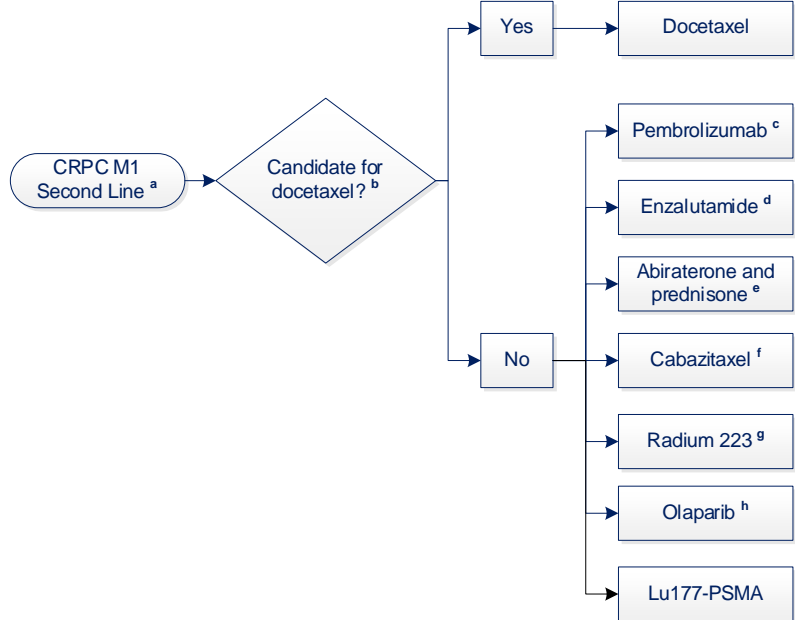 Yes
Docetaxel
CRPC M1
Second Line a
Candidate for
docetaxel? b
Pembrolizumab c
Enzalutamide d
Abiraterone and
prednisone e
No
Cabazitaxel f
Radium 223 g
Olaparib h
Lu177-PSMA